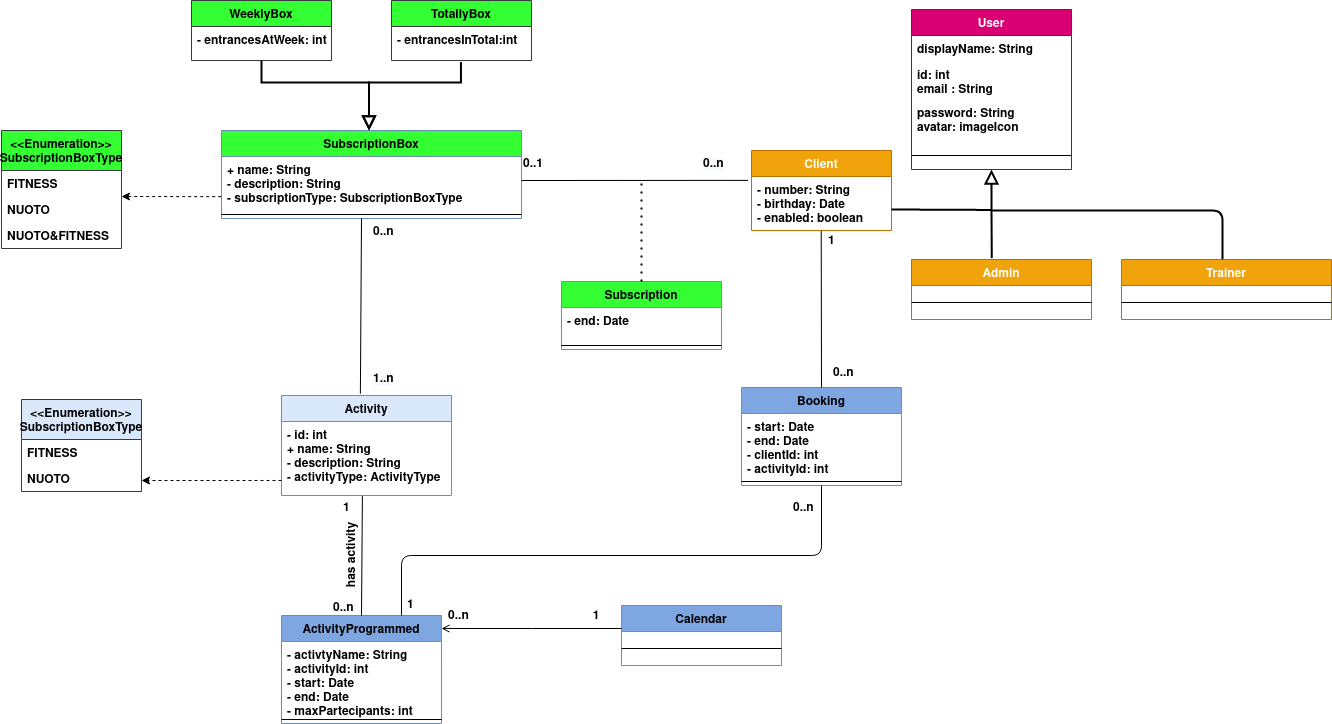 WeeklyBox
- entrancesAtWeek: int
TotallyBox
- entrancesInTotal:int
User
displayName: String
id: int
email : String
password: String
avatar: imageIcon
<<Enumeration>>
SubscriptionBoxType
FITNESS
NUOTO
NUOTO&FITNESS
SubscriptionBox
+ name: String
- description: String
- subscriptionType: SubscriptionBoxType
0..1
0..n
Client
- number: String
- birthday: Date
- enabled: boolean
0..n
1
Admin
Trainer
Subscription
- end: Date
1..n
0..n
<<Enumeration>>
SubscriptionBoxType
FITNESS
NUOTO
Activity
- id: int
+ name: String
- description: String
- activityType: ActivityType
Booking
- start: Date
- end: Date
- clientId: int
- activityId: int
1
has activity
0..n
0..n
1
ActivityProgrammed
- activtyName: String
- activityId: int
- start: Date
- end: Date
- maxPartecipants: int
0..n
1
Calendar